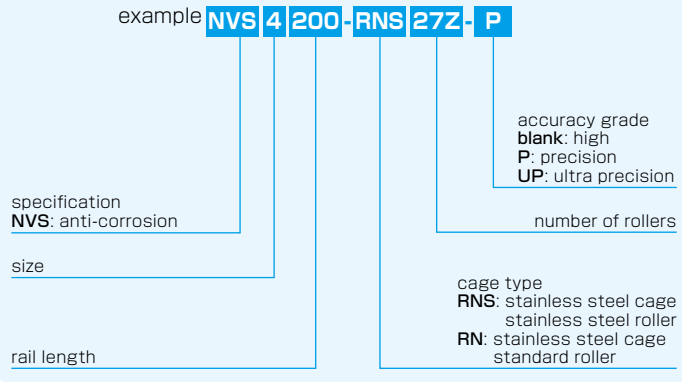 example NVS 4 200-RNS 27Z-P
accuracy grade
blank: high
P: precision
UP: ultra precision
specification
NVS: anti-corrosion
number of rollers
size
cage type
RNS: stainless steel cage
stainless steel roller
RN: stainless steel cage
standard roller
rail length